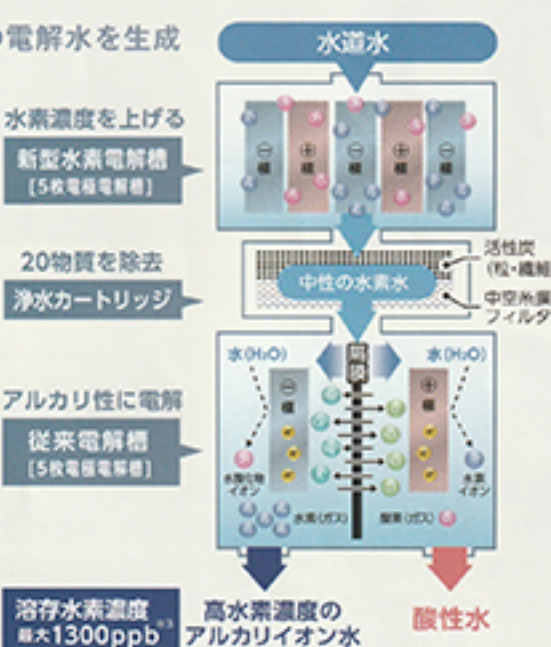 の電解水を生成
水道水
水素濃度を上げる
新型水素電解槽
[5枚電極電解槽]
⊖極
⊕極
⊖極
⊕極
⊖極
20物質を除去
浄水カートリッジ
中性の水素水
活性炭
(粒・繊維
中空糸膜
フィルタ
アルカリ性に電解
従来電解槽
[5枚電極電解槽]
水(H₂O)
隔膜
水(H₂O)
⊖極
⊕極
水酸化物
イオン
水素
イオン
水素(ガス)
酸素(ガス)
溶存水素濃度
最大1300ppb※3
高水素濃度の
アルカリイオン水
酸性水